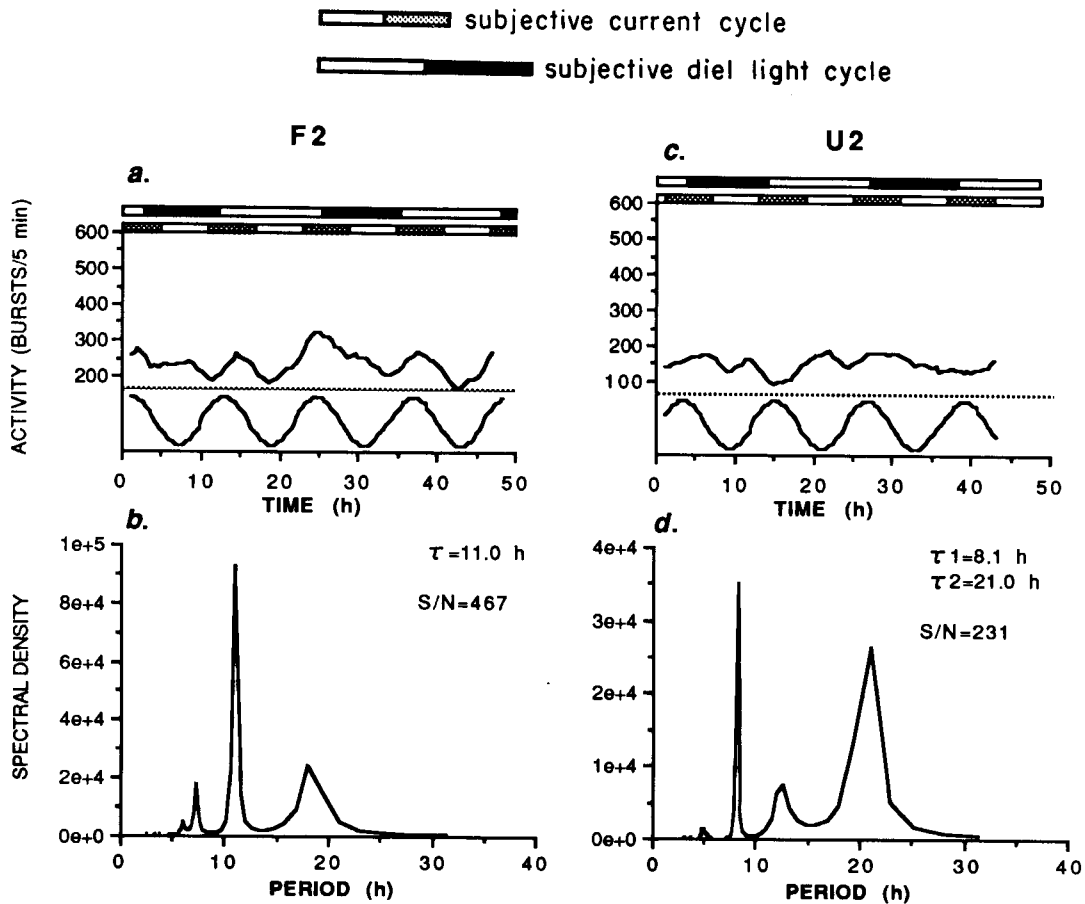 subjective current cycle
subjective diel light cycle
F2
U2
a.
c.
ACTIVITY (BURSTS/5 min)
600
500
400
300
200
0 10 20 30 40 50
TIME (h)
600
500
400
300
200
150
100
0 10 20 30 40 50
TIME (h)
b.
d.
SPECTRAL DENSITY
1e+5
8e+4
6e+4
4e+4
2e+4
0e+0
τ =11.0 h
S/N=467
0 10 20 30 40
PERIOD (h)
4e+4
3e+4
2e+4
1e+4
0e+0
τ1=8.1 h
τ2=21.0 h
S/N=231
0 10 20 30 40
PERIOD (h)